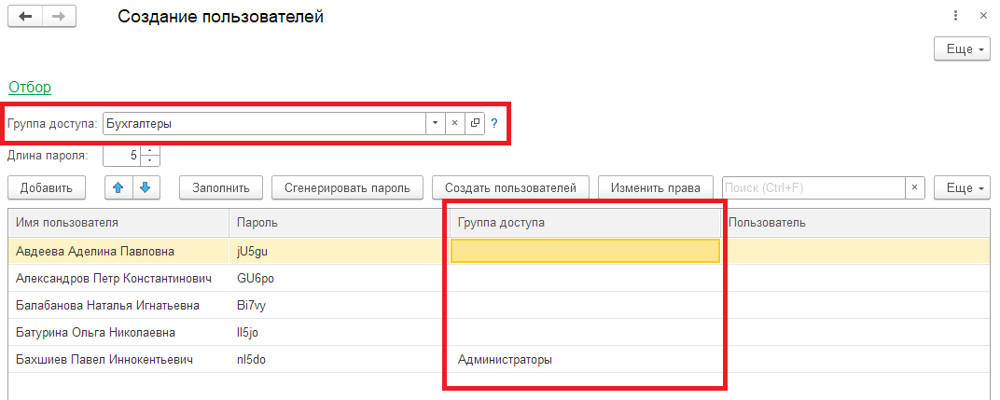 Создание пользователей
Еще
Отбор
Группа доступа: Бухгалтеры ?
Длина пароля: 5
Добавить Заполнить Сгенерировать пароль Создать пользователей Изменить права Поиск (Ctrl+F) × Еще
Имя пользователя Пароль Группа доступа Пользователь
Авдеева Аделина Павловна jU5gu
Александров Петр Константинович GU6po
Балабанова Наталья Игнатьевна Bi7vy
Батурина Ольга Николаевна
Бахшиев Павел Иннокентьевич Администраторы